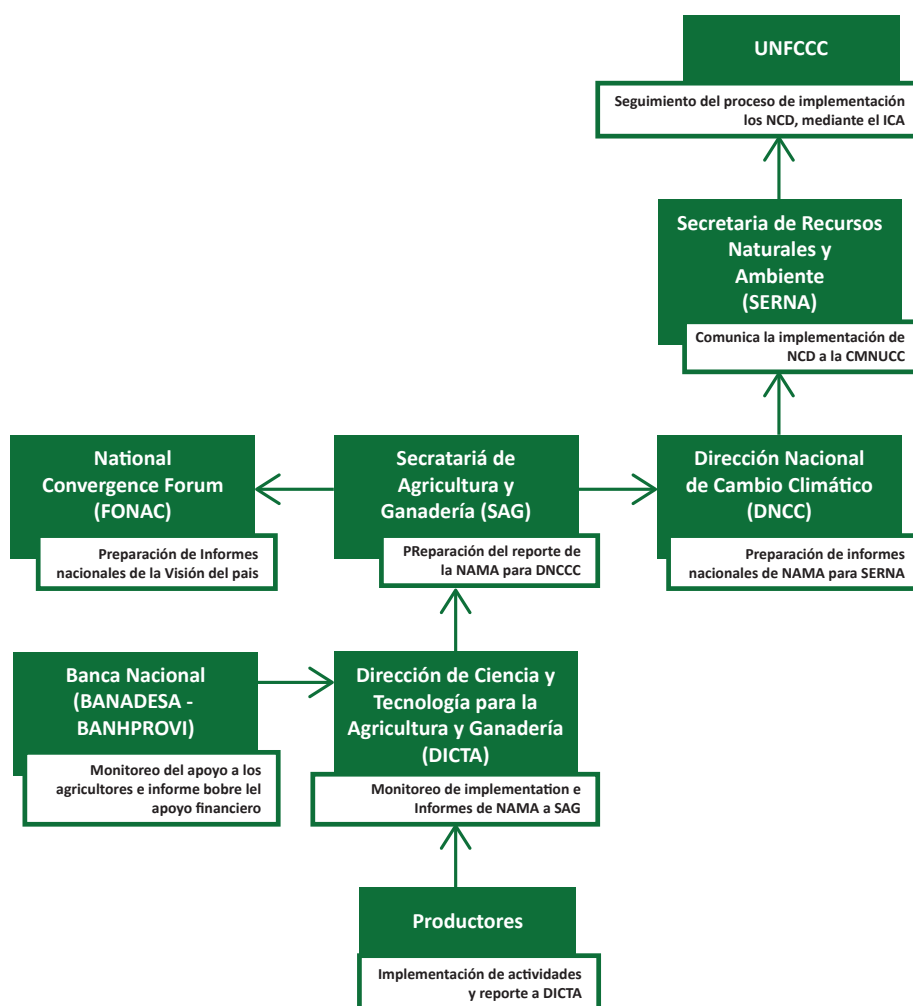 UNFCCC
Seguimiento del proceso de implementación
los NCD, mediante el ICA
Secretaria de Recursos
Naturales y
Ambiente
(SERNA)
Comunica la implementación de
NCD a la CMNUCC
National
Convergence Forum
(FONAC)
Preparación de Informes
nacionales de la Visión del pais
Secratariá de
Agricultura y
Ganadería (SAG)
PReparación del reporte de
la NAMA para DNCCC
Dirección Nacional
de Cambio Climático
(DNCC)
Preparación de informes
nacionales de NAMA para SERNA
Banca Nacional
(BANADESA -
BANHPROVI)
Monitoreo del apoyo a los
agricultores e informe bobre lel
apoyo financiero
Dirección de Ciencia y
Tecnología para la
Agricultura y Ganadería
(DICTA)
Monitoreo de implementation e
Informes de NAMA a SAG
Productores
Implementación de actividades
y reporte a DICTA